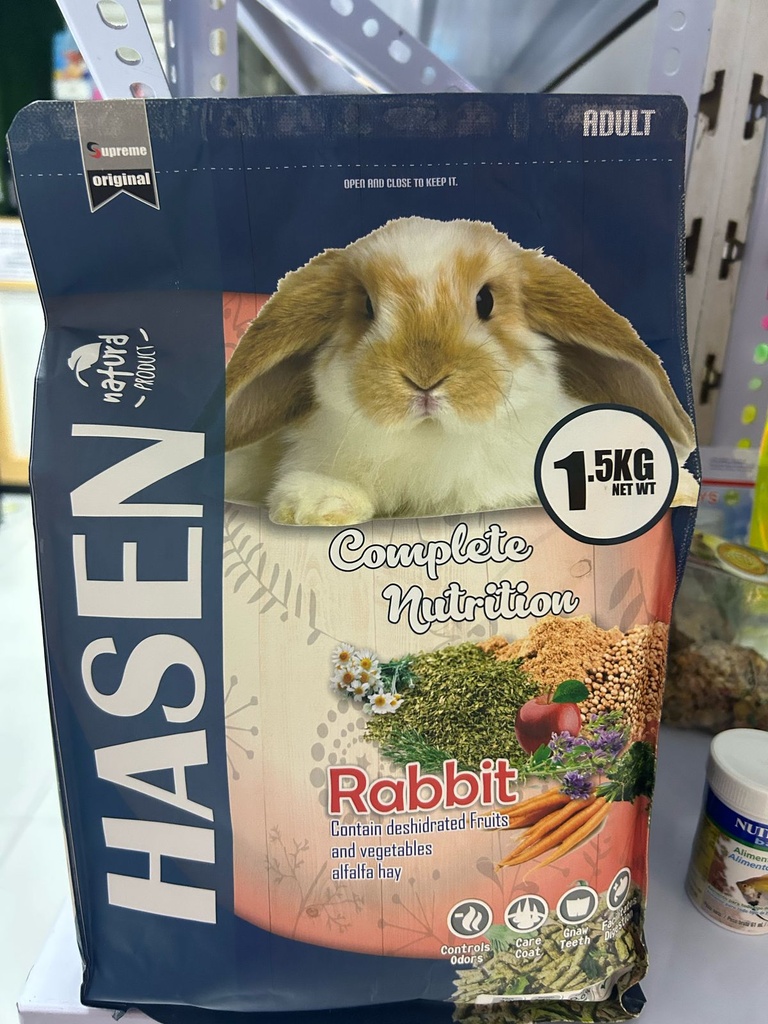 ADULT
Supreme
original
OPEN AND CLOSE TO KEEP IT.
natural
PRODUCT
HASEN
1.5KG
NET WT
Complete
Nutrition
Rabbit
Contain deshidrated Fruits
and vegetables
alfalfa hay
Controls
Odors
Care
Coat
Gnaw
Teeth